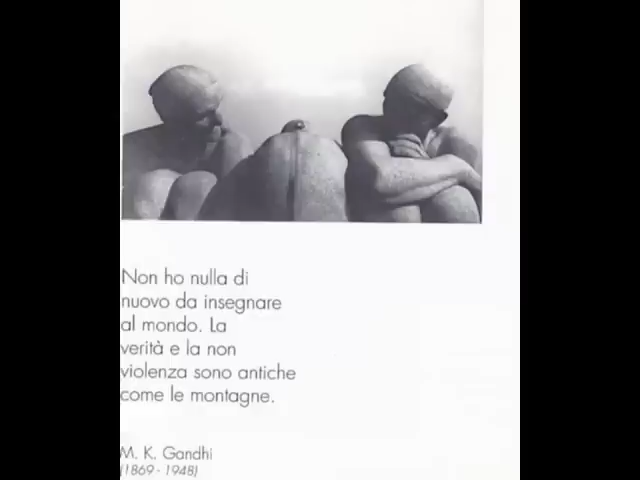 Non ho nulla di
nuovo da insegnare
al mondo. La
verità e la non
violenza sono antiche
come le montagne.
M. K. Gandhi
(1869 - 1948)